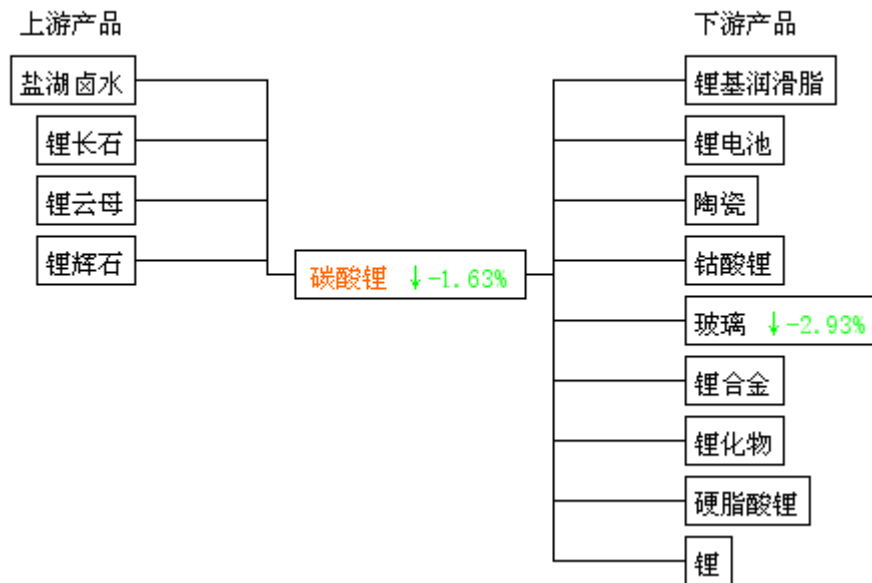 上游产品
盐湖卤水
锂长石
锂云母
锂辉石
碳酸锂 ↓-1.63%
下游产品
锂基润滑脂
锂电池
陶瓷
钴酸锂
玻璃 ↓-2.93%
锂合金
锂化物
硬脂酸锂
锂